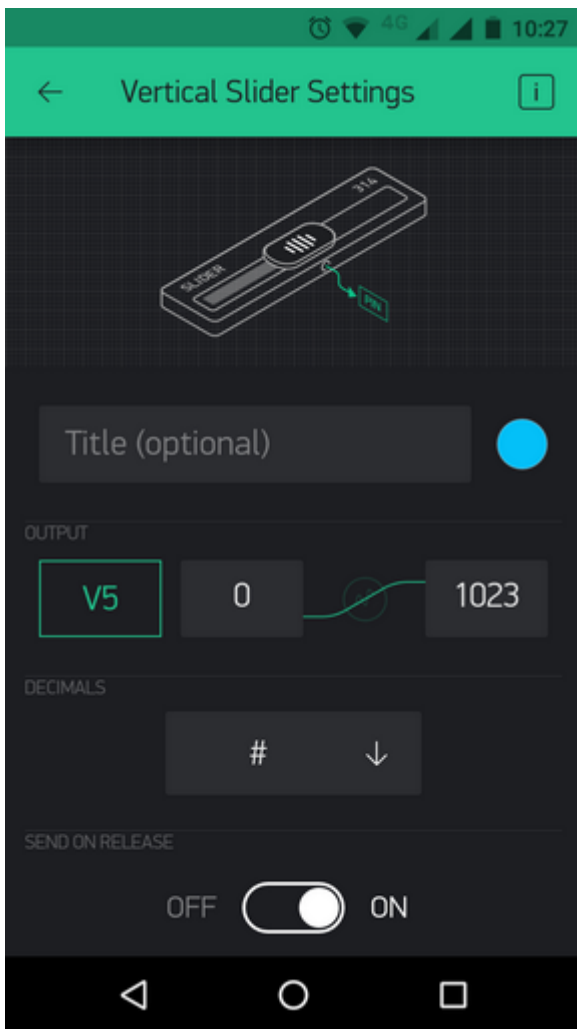 4G 10:27
Vertical Slider Settings
i
314
SLIDER
PIN
Title (optional)
OUTPUT
V5 0 1023
DECIMALS
#
SEND ON RELEASE
OFF ON